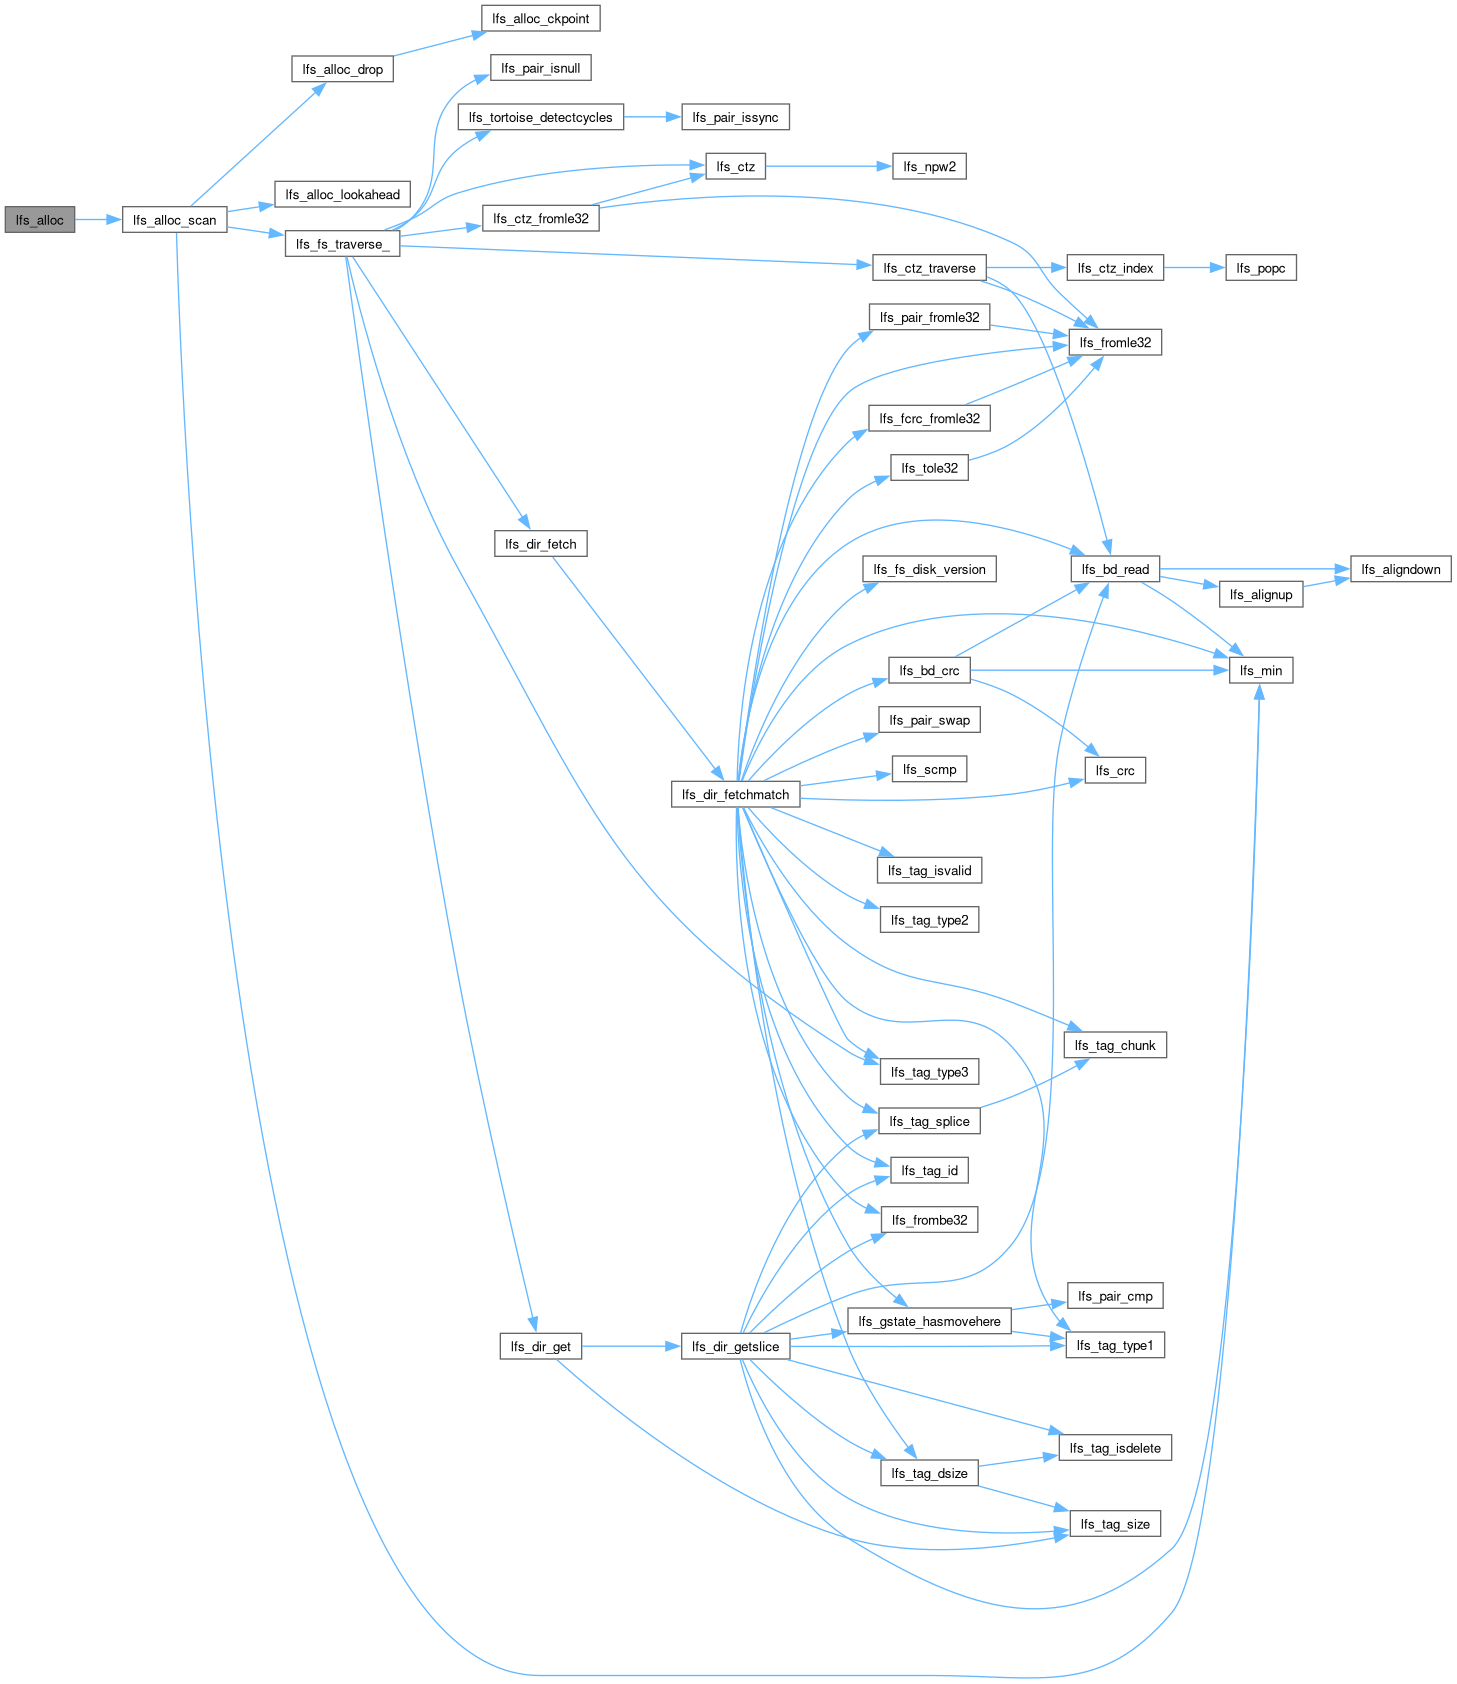 lfs_alloc_ckpoint
lfs_alloc_drop
lfs_pair_isnull
lfs_tortoise_detectcycles
lfs_pair_issync
lfs_ctz
lfs_npw2
lfs_alloc_lookahead
lfs_alloc
lfs_alloc_scan
lfs_ctz_fromle32
lfs_fs_traverse_
lfs_ctz_traverse
lfs_ctz_index
lfs_popc
lfs_pair_fromle32
lfs_fromle32
lfs_fcrc_fromle32
lfs_tole32
lfs_dir_fetch
lfs_fs_disk_version
lfs_bd_read
lfs_aligndown
lfs_alignup
lfs_bd_crc
lfs_min
lfs_pair_swap
lfs_scmp
lfs_crc
lfs_dir_fetchmatch
lfs_tag_isvalid
lfs_tag_type2
lfs_tag_chunk
lfs_tag_type3
lfs_tag_splice
lfs_tag_id
lfs_frombe32
lfs_pair_cmp
lfs_gstate_hasmovehere
lfs_dir_get
lfs_dir_getslice
lfs_tag_type1
lfs_tag_isdelete
lfs_tag_dsize
lfs_tag_size